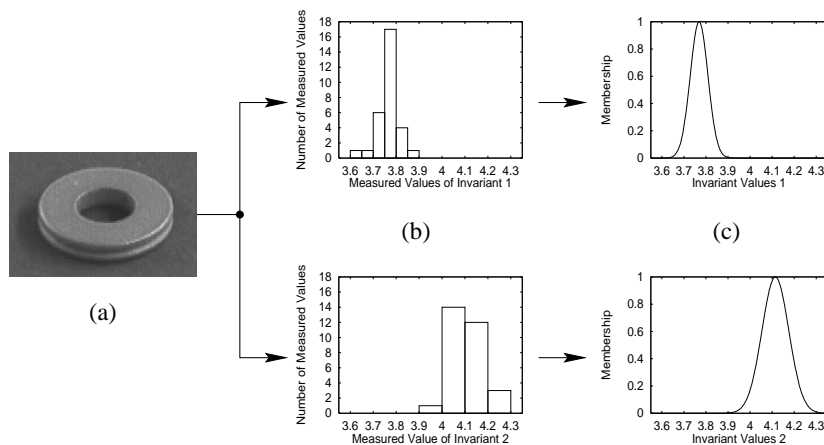 Number of Measured Values
18
16
14
12
10
8
6
4
2
0
3.6 3.7 3.8 3.9 4 4.1 4.2 4.3
Measured Values of Invariant 1
Membership
1
0.8
0.6
0.4
0.2
0
3.6 3.7 3.8 3.9 4 4.1 4.2 4.3
Invariant Values 1
(b)
(c)
(a)
Number of Measured Values
18
16
14
12
10
8
6
4
2
0
3.6 3.7 3.8 3.9 4 4.1 4.2 4.3
Measured Value of Invariant 2
Membership
1
0.8
0.6
0.4
0.2
0
3.6 3.7 3.8 3.9 4 4.1 4.2 4.3
Invariant Values 2